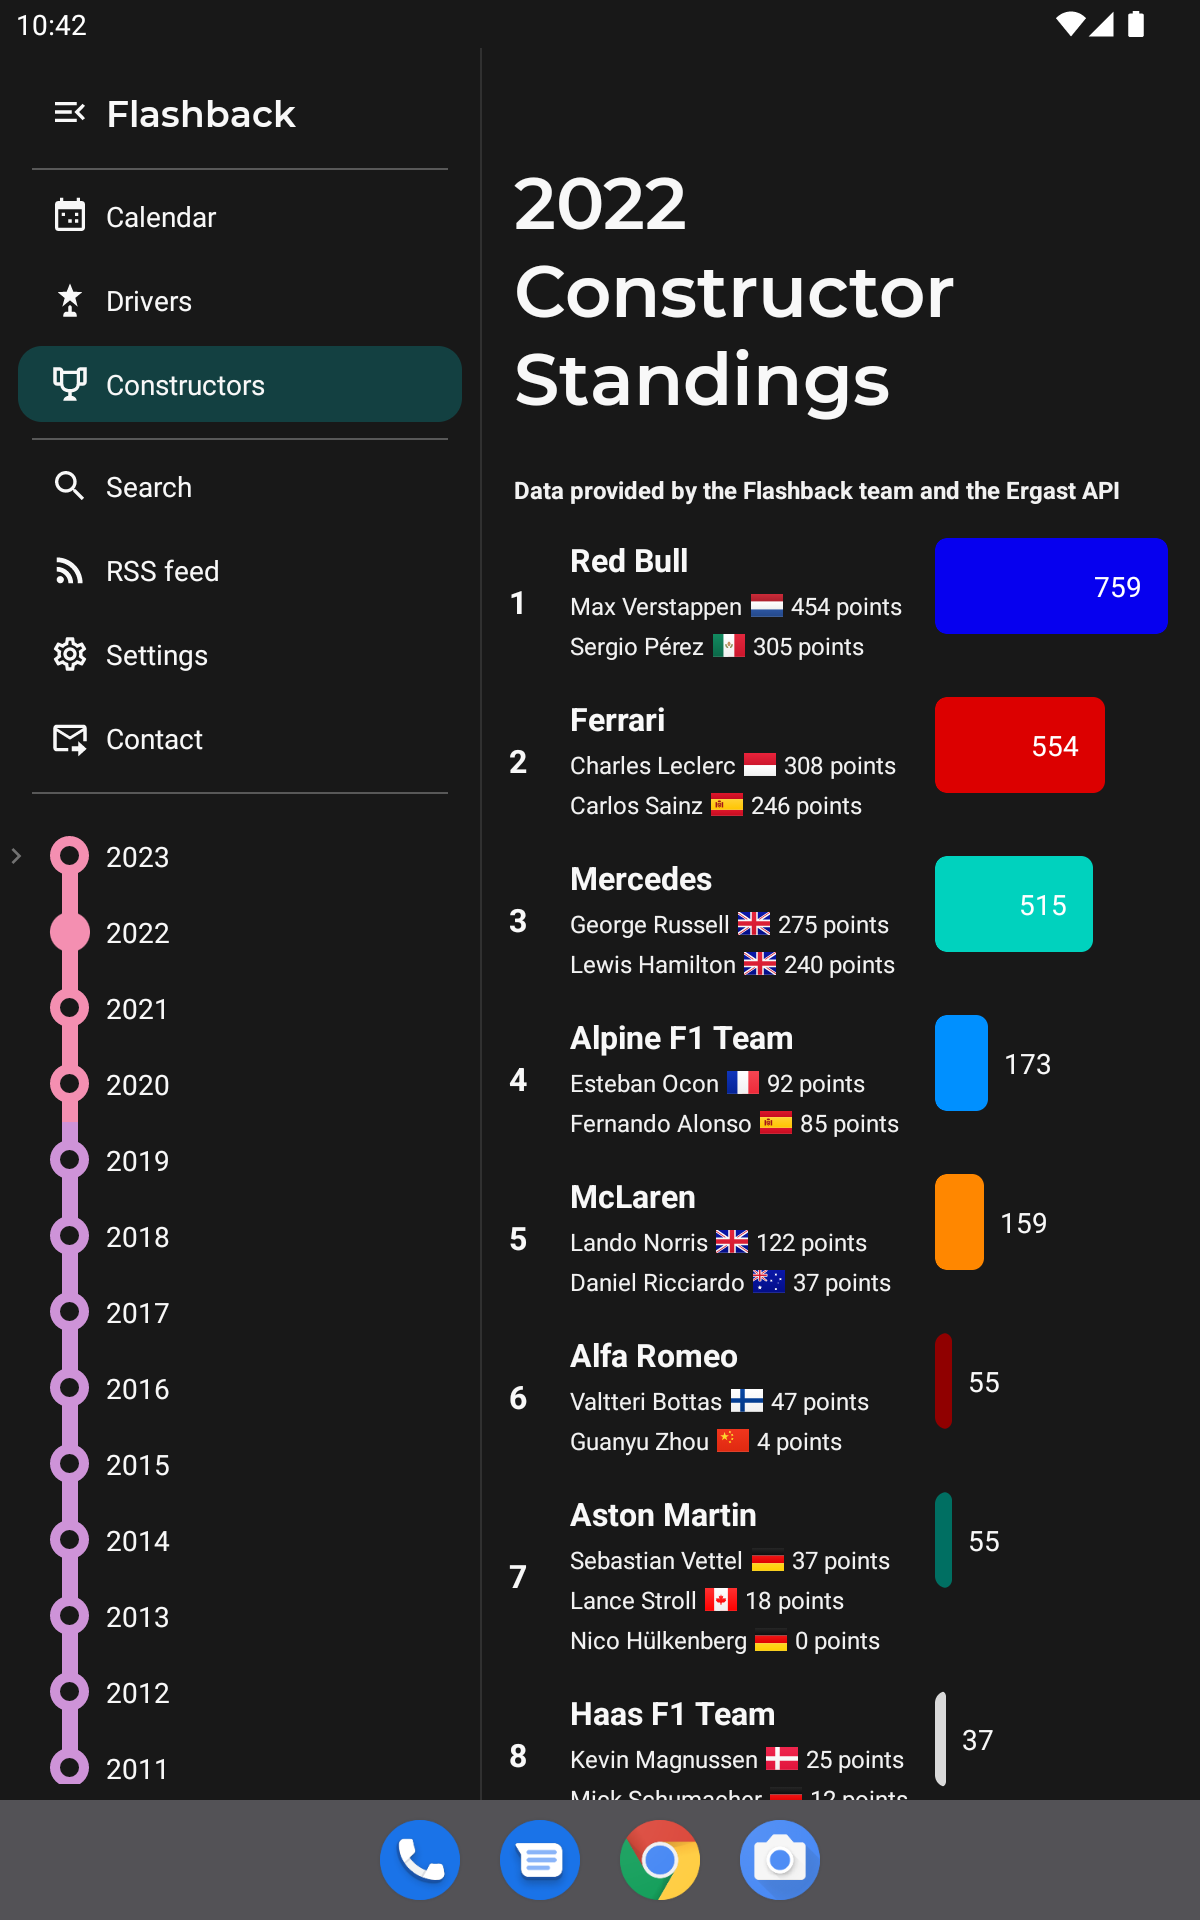 10:42
Flashback
Calendar
Drivers
Constructors
Search
RSS feed
Settings
Contact
2023
2022
2021
2020
2019
2018
2017
2016
2015
2014
2013
2012
2011
2022
Constructor
Standings
Data provided by the Flashback team and the Ergast API
1
Red Bull
Max Verstappen 454 points
Sergio Pérez 305 points
759
2
Ferrari
Charles Leclerc 308 points
Carlos Sainz 246 points
554
3
Mercedes
George Russell 275 points
Lewis Hamilton 240 points
515
4
Alpine F1 Team
Esteban Ocon 92 points
Fernando Alonso 85 points
173
5
McLaren
Lando Norris 122 points
Daniel Ricciardo 37 points
159
6
Alfa Romeo
Valtteri Bottas 47 points
Guanyu Zhou 4 points
55
7
Aston Martin
Sebastian Vettel 37 points
Lance Stroll 18 points
Nico Hülkenberg 0 points
55
8
Haas F1 Team
Kevin Magnussen 25 points
Mick Schumacher 12 points
37